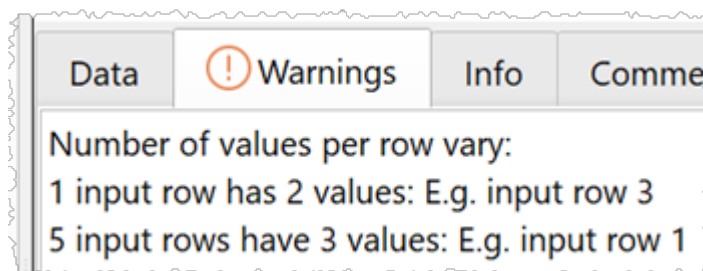 Data Warnings Info Comme
Number of values per row vary:
1 input row has 2 values: E.g. input row 3
5 input rows have 3 values: E.g. input row 1